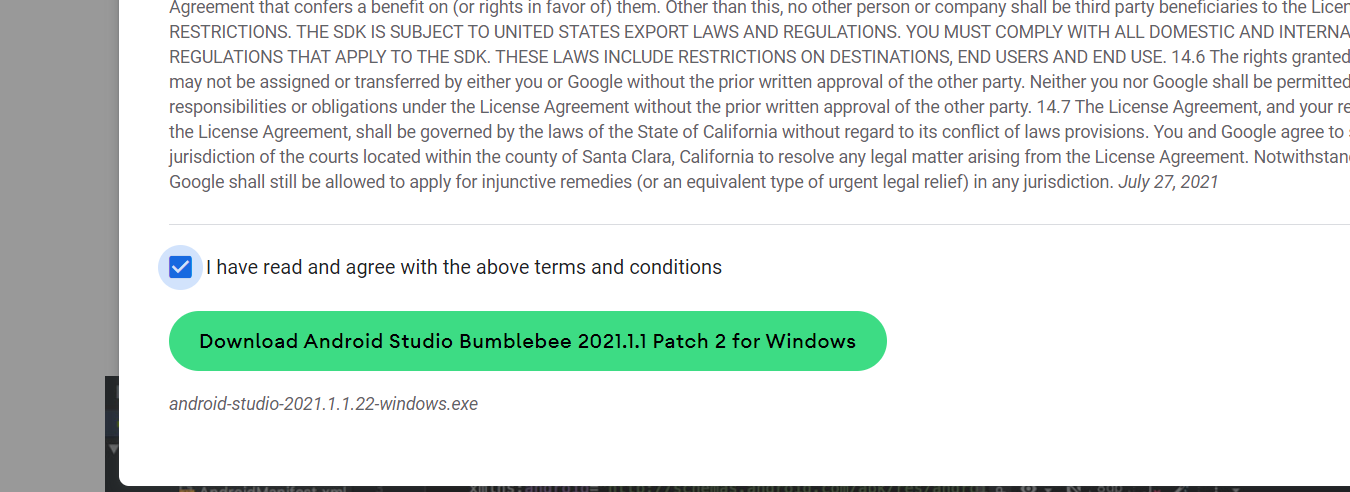 Agreement that confers a benefit on (or rights in favor of) them. Other than this, no other person or company shall be third party beneficiaries to the Licen
RESTRICTIONS. THE SDK IS SUBJECT TO UNITED STATES EXPORT LAWS AND REGULATIONS. YOU MUST COMPLY WITH ALL DOMESTIC AND INTERNA
REGULATIONS THAT APPLY TO THE SDK. THESE LAWS INCLUDE RESTRICTIONS ON DESTINATIONS, END USERS AND END USE. 14.6 The rights granted
may not be assigned or transferred by either you or Google without the prior written approval of the other party. Neither you nor Google shall be permitted
responsibilities or obligations under the License Agreement without the prior written approval of the other party. 14.7 The License Agreement, and your re
the License Agreement, shall be governed by the laws of the State of California without regard to its conflict of laws provisions. You and Google agree to
jurisdiction of the courts located within the county of Santa Clara, California to resolve any legal matter arising from the License Agreement. Notwithstan
Google shall still be allowed to apply for injunctive remedies (or an equivalent type of urgent legal relief) in any jurisdiction. July 27, 2021
I have read and agree with the above terms and conditions
Download Android Studio Bumblebee 2021.1.1 Patch 2 for Windows
android-studio-2021.1.1.22-windows.exe